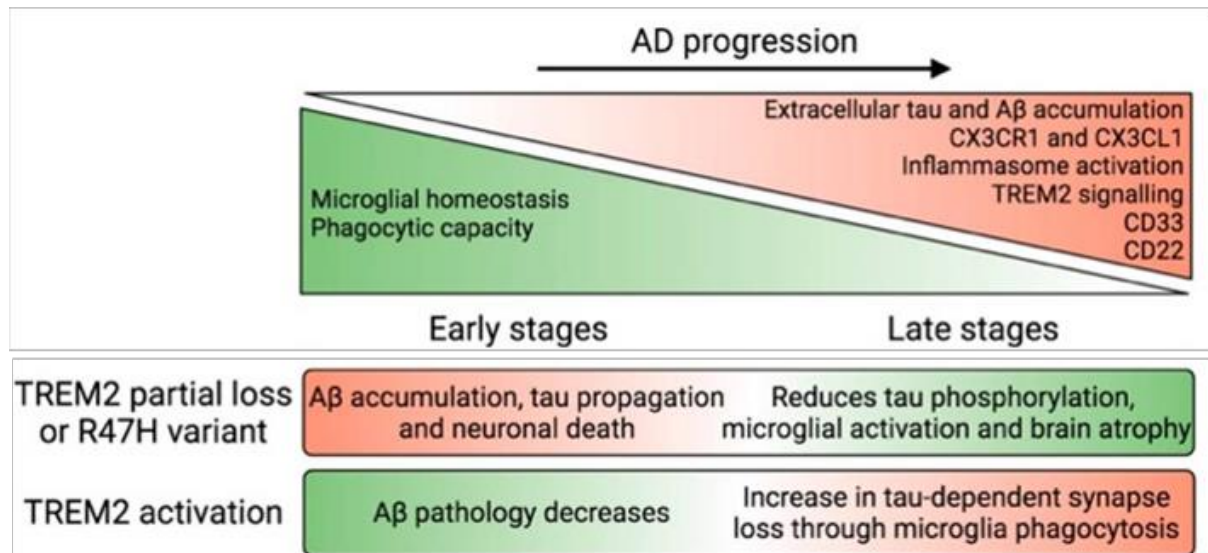 AD progression
Extracellular tau and Aβ accumulation
CX3CR1 and CX3CL1
Inflammasome activation
TREM2 signalling
CD33
CD22
Microglial homeostasis
Phagocytic capacity
Early stages
Late stages
TREM2 partial loss
or R47H variant
Aβ accumulation, tau propagation
and neuronal death
Reduces tau phosphorylation,
microglial activation and brain atrophy
TREM2 activation
Aβ pathology decreases
Increase in tau-dependent synapse
loss through microglia phagocytosis